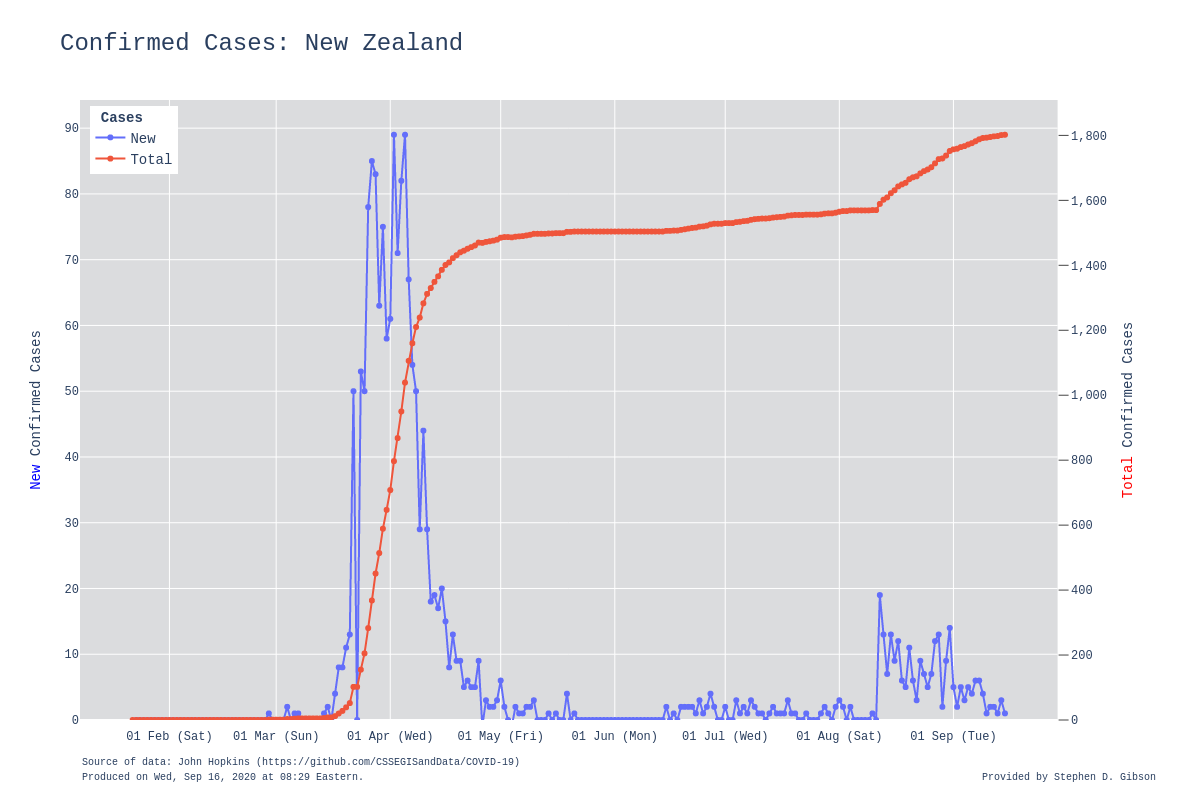 Confirmed Cases: New Zealand
Cases
New
Total
90
80
70
60
50
40
30
20
10
0
New Confirmed Cases
1,800
1,600
1,400
1,200
1,000
800
600
400
200
0
Total Confirmed Cases
01 Feb (Sat) 01 Mar (Sun) 01 Apr (Wed) 01 May (Fri) 01 Jun (Mon) 01 Jul (Wed) 01 Aug (Sat) 01 Sep (Tue)
Source of data: John Hopkins (https://github.com/CSSEGISandData/COVID-19)
Produced on Wed, Sep 16, 2020 at 08:29 Eastern.
Provided by Stephen D. Gibson